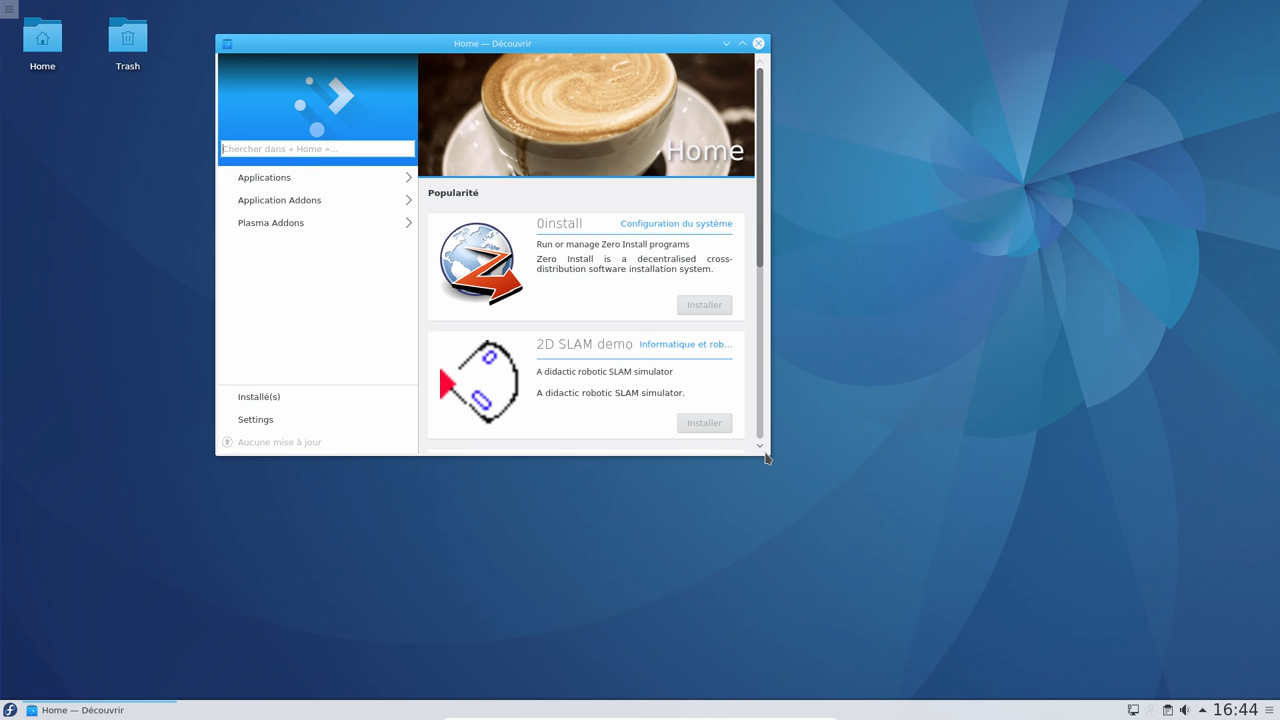 Home
Trash
Home — Découvrir
Chercher dans « Home »...
Home
Applications
Application Addons
Plasma Addons
Installé(s)
Settings
Aucune mise à jour
Popularité
0install
Configuration du système
Run or manage Zero Install programs
Zero Install is a decentralised cross-
distribution software installation system.
Installer
2D SLAM demo
Informatique et rob...
A didactic robotic SLAM simulator
A didactic robotic SLAM simulator.
Installer
Home — Découvrir
16:44